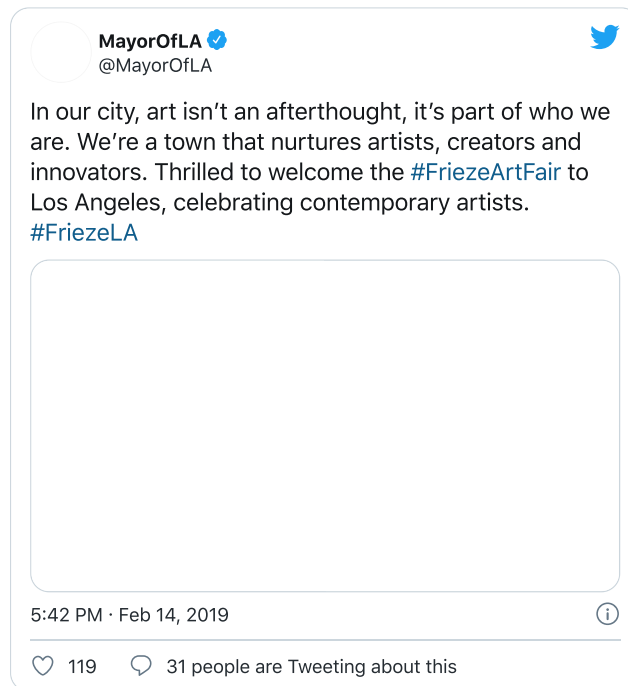 MayorOfLA
@MayorOfLA
In our city, art isn’t an afterthought, it’s part of who we
are. We’re a town that nurtures artists, creators and
innovators. Thrilled to welcome the #FriezeArtFair to
Los Angeles, celebrating contemporary artists.
#FriezeLA
5:42 PM · Feb 14, 2019
119 31 people are Tweeting about this